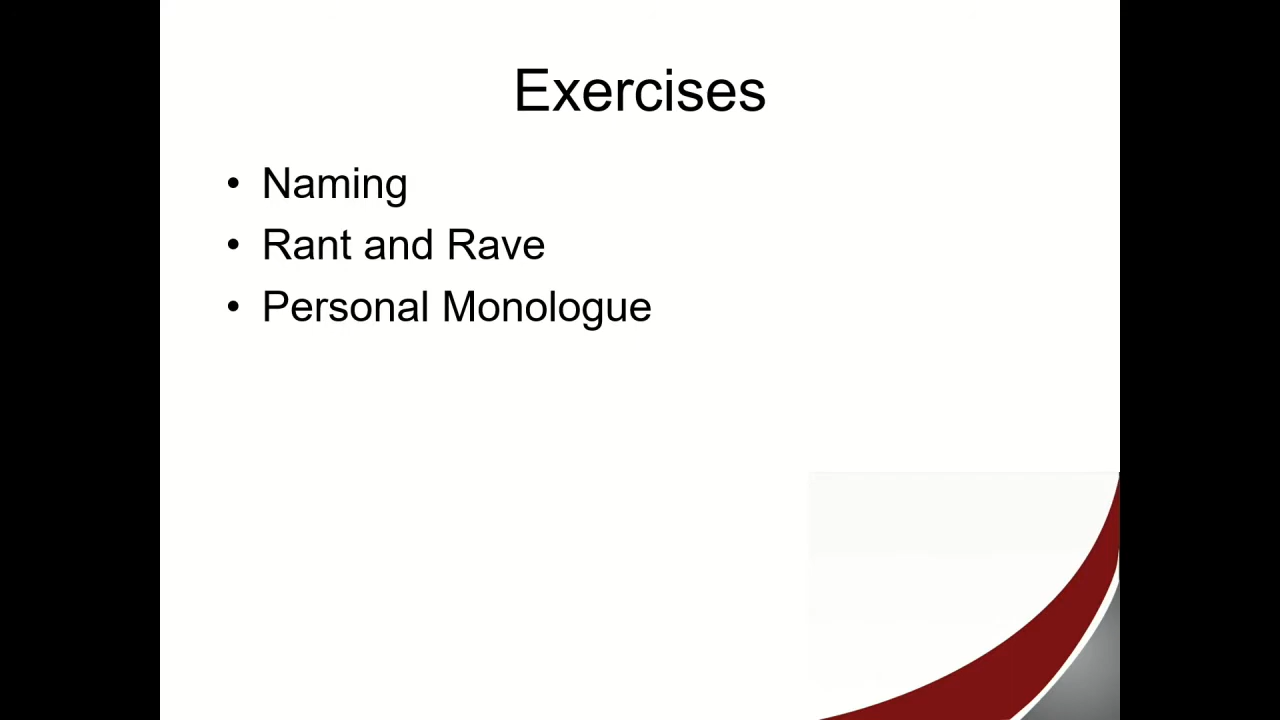 Exercises
• Naming
• Rant and Rave
• Personal Monologue